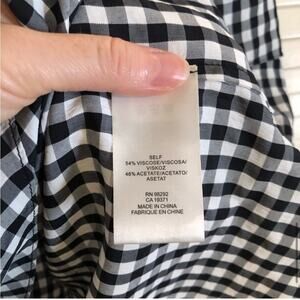 SELF
54% VISCOSE/VISCOSA/
VISKOZ
46% ACETATE/ACETATO/
ASETAT
RN 98292
CA 19371
MADE IN CHINA
FABRIQUE EN CHINE